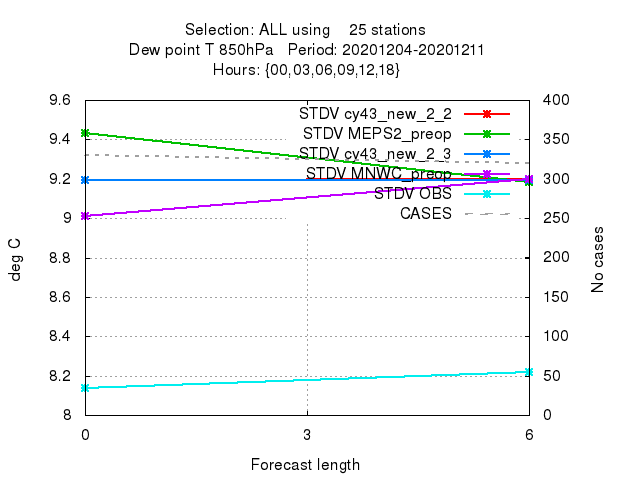 Selection: ALL using 25 stations
Dew point T 850hPa Period: 20201204-20201211
Hours: {00,03,06,09,12,18}
STDV cy43_new_2_2
STDV MEPS2_preop
STDV cy43_new_2_3
STDV MNWC_preop
STDV OBS
CASES
9.6
9.4
9.2
9
8.8
8.6
8.4
8.2
8
400
350
300
250
200
150
100
50
0
deg C
No cases
0 3 6
Forecast length